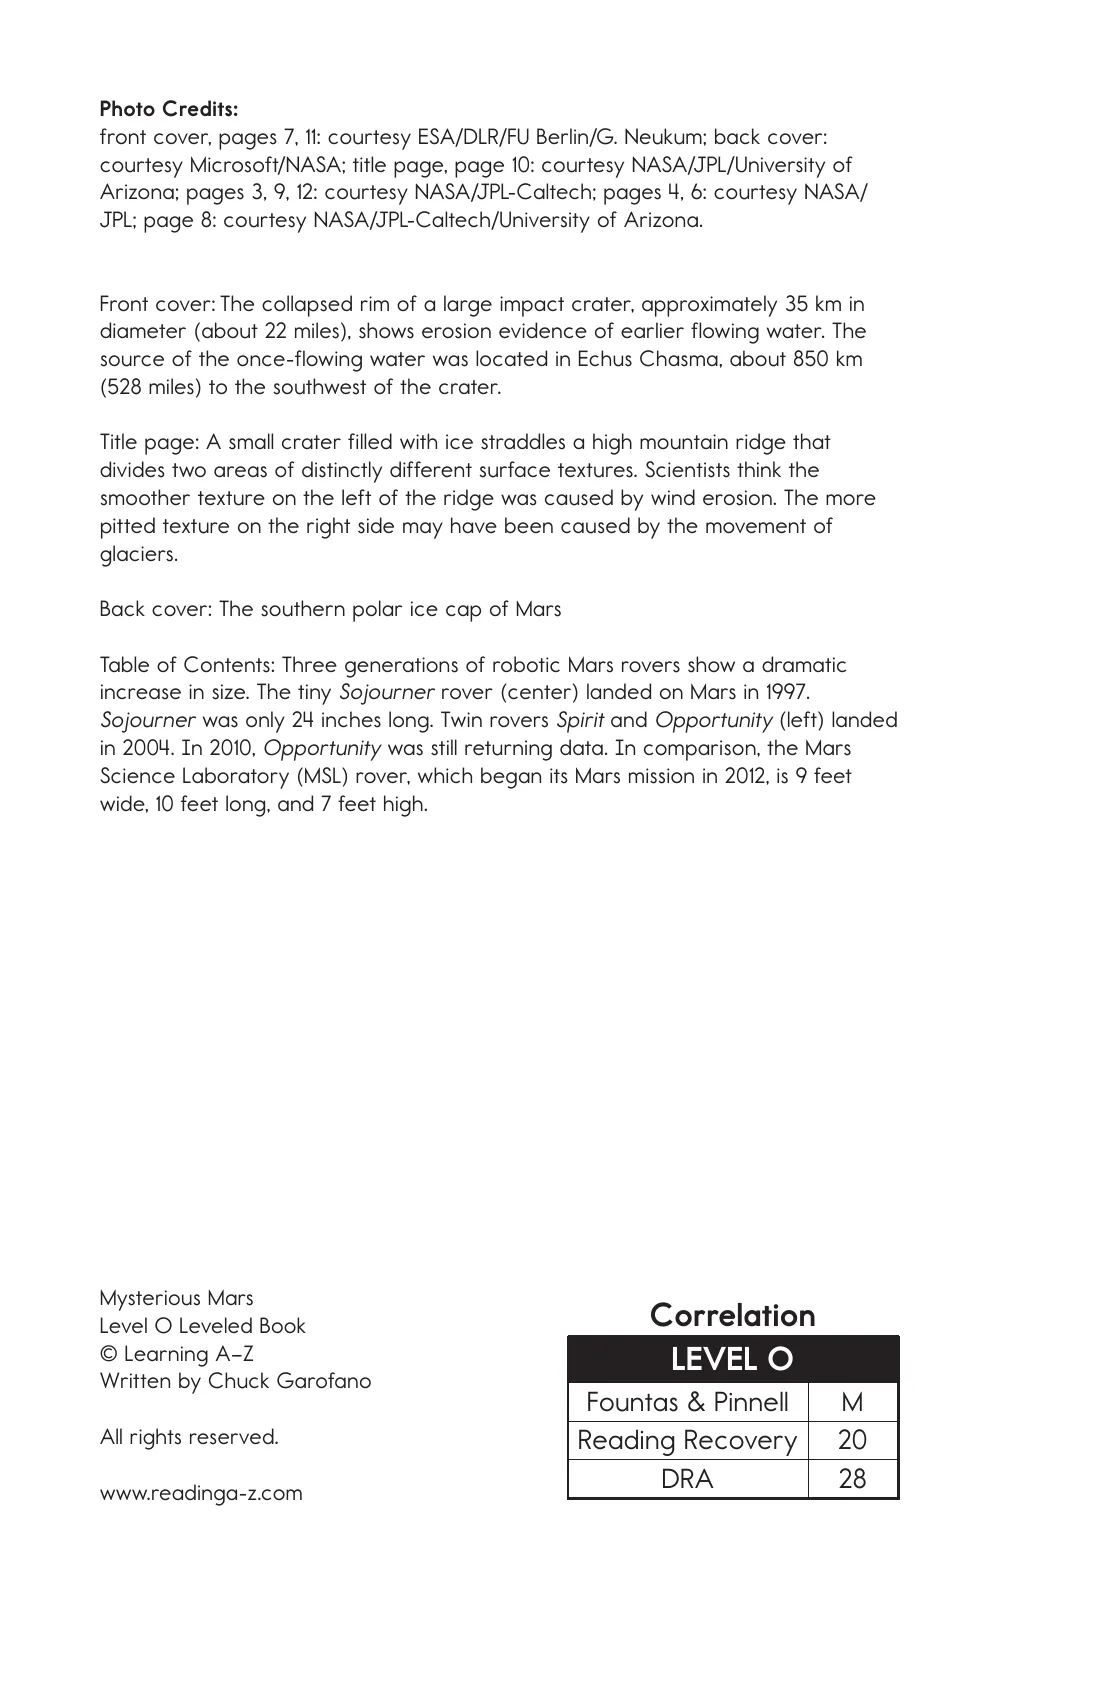 Photo Credits:
front cover, pages 7, 11: courtesy ESA/DLR/FU Berlin/G. Neukum; back cover:
courtesy Microsoft/NASA; title page, page 10: courtesy NASA/JPL/University of
Arizona; pages 3, 9, 12: courtesy NASA/JPL-Caltech; pages 4, 6: courtesy NASA/
JPL; page 8: courtesy NASA/JPL-Caltech/University of Arizona.
Front cover: The collapsed rim of a large impact crater, approximately 35 km in
diameter (about 22 miles), shows erosion evidence of earlier flowing water. The
source of the once-flowing water was located in Echus Chasma, about 850 km
(528 miles) to the southwest of the crater.
Title page: A small crater filled with ice straddles a high mountain ridge that
divides two areas of distinctly different surface textures. Scientists think the
smoother texture on the left of the ridge was caused by wind erosion. The more
pitted texture on the right side may have been caused by the movement of
glaciers.
Back cover: The southern polar ice cap of Mars
Table of Contents: Three generations of robotic Mars rovers show a dramatic
increase in size. The tiny Sojourner rover (center) landed on Mars in 1997.
Sojourner was only 24 inches long. Twin rovers Spirit and Opportunity (left) landed
in 2004. In 2010, Opportunity was still returning data. In comparison, the Mars
Science Laboratory (MSL) rover, which began its Mars mission in 2012, is 9 feet
wide, 10 feet long, and 7 feet high.
Mysterious Mars
Level O Leveled Book
© Learning A–Z
Written by Chuck Garofano
All rights reserved.
www.readinga-z.com
Correlation
LEVEL O
Fountas & Pinnell M
Reading Recovery 20
DRA 28